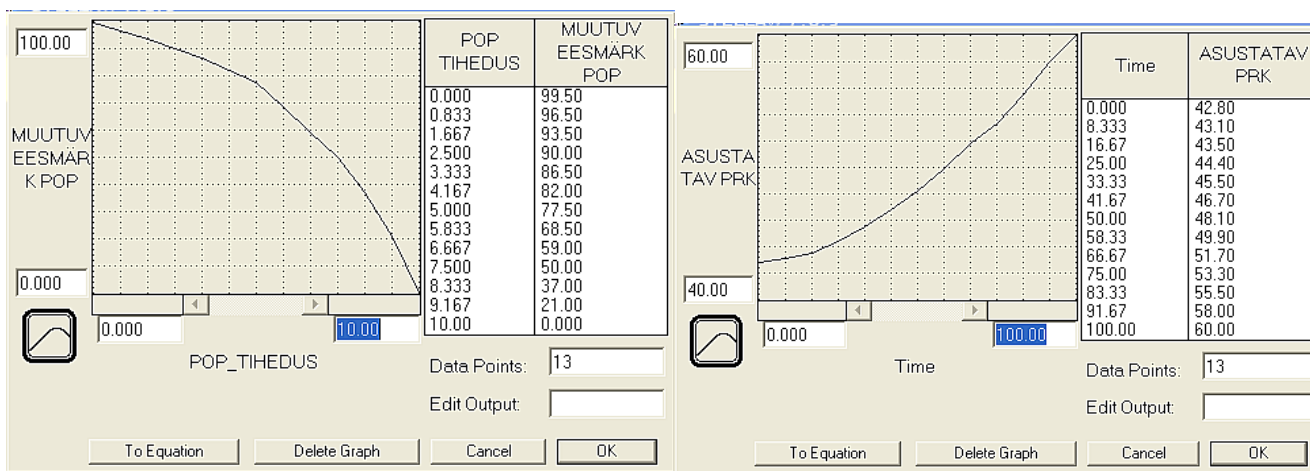 100.00
MUUTUV
EESMÄR
K POP
0.000
0.000
10.00
POP_TIHEDUS
POP
TIHEDUS
MUUTUV
EESMÄRK
POP
0.000 99.50
0.833 96.50
1.667 93.50
2.500 90.00
3.333 86.50
4.167 82.00
5.000 77.50
5.833 68.50
6.667 59.00
7.500 50.00
8.333 37.00
9.167 21.00
10.00 0.000
Data Points: 13
Edit Output:
To Equation
Delete Graph
Cancel
OK
60.00
ASUSTA
TAV PRK
40.00
0.000
100.00
Time
Time
ASUSTATAV
PRK
0.000 42.80
8.333 43.10
16.67 43.50
25.00 44.40
33.33 45.50
41.67 46.70
50.00 48.10
58.33 49.90
66.67 51.70
75.00 53.30
83.33 55.50
91.67 58.00
100.00 60.00
Data Points: 13
Edit Output:
To Equation
Delete Graph
Cancel
OK